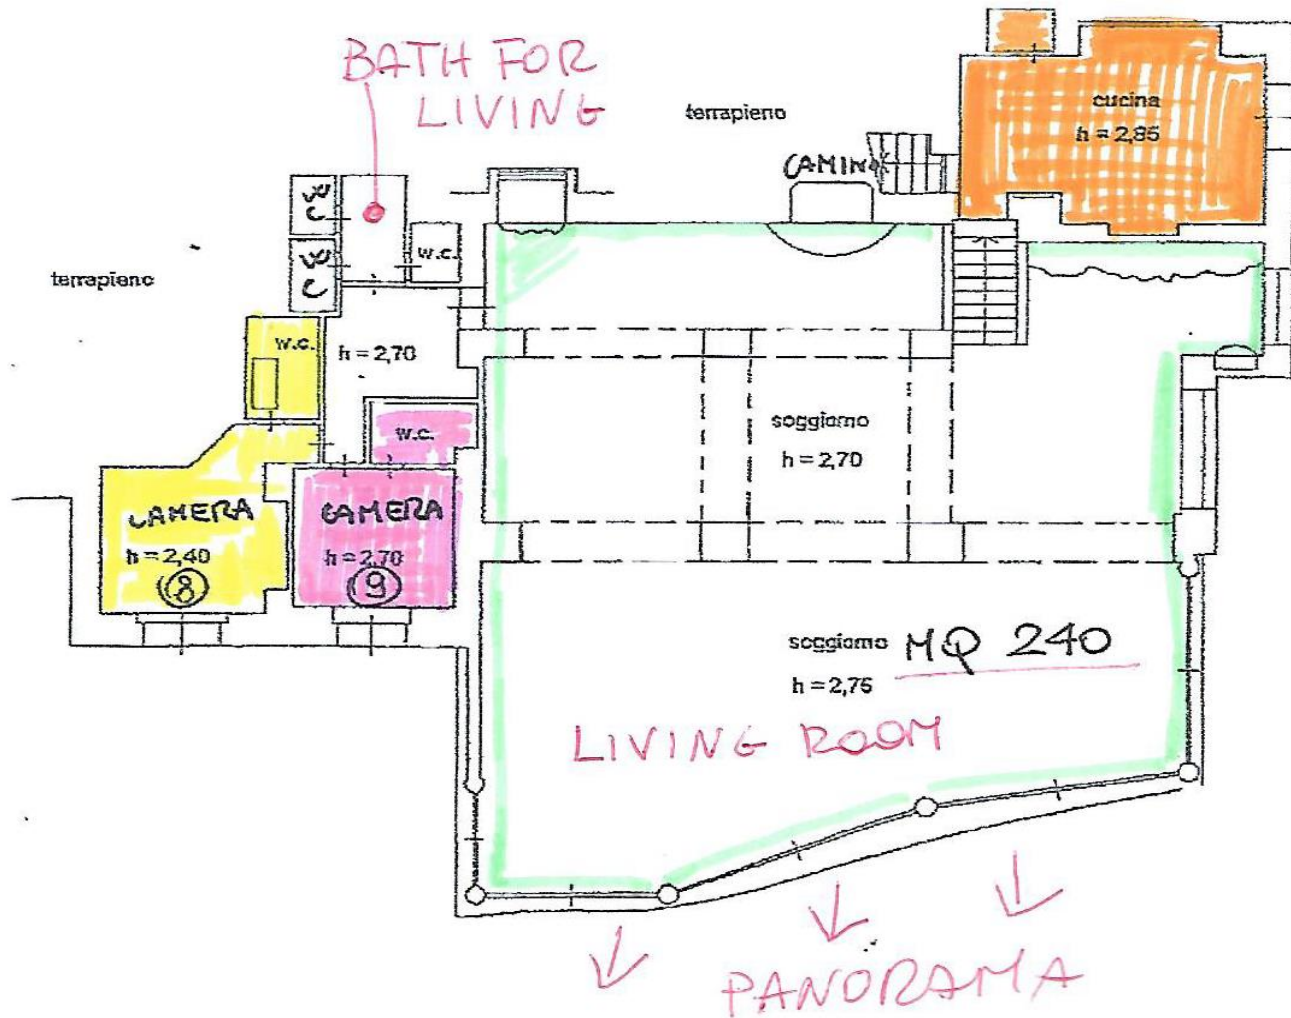 BATH FOR
LIVING
terrapieno
cucina
h = 2,85
CAMINO
WC
w.c.
WC
terrapieno
w.c.
h = 2,70
w.c.
soggiorno
h = 2,70
CAMERA
h = 2,40
8
CAMERA
h = 2,70
9
soggiorno MQ 240
h = 2,75
LIVING ROOM
PANORAMA